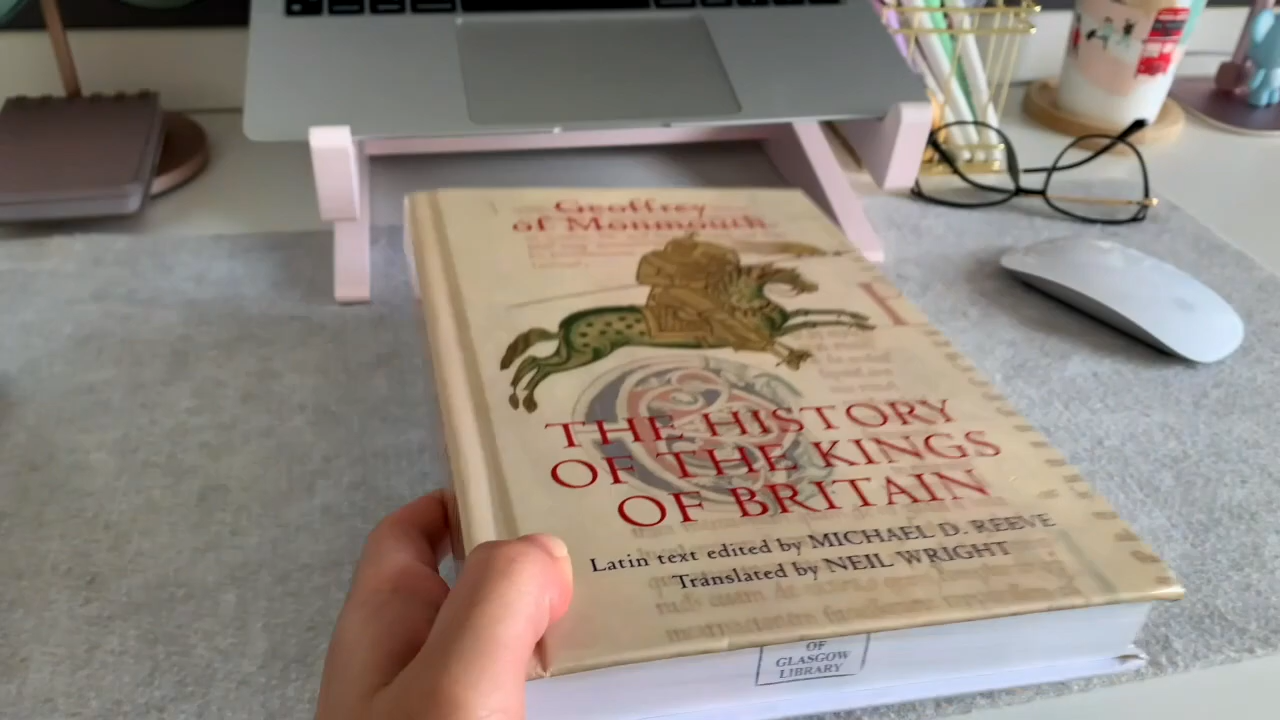 Geoffrey
of Monmouth
THE HISTORY
OF THE KINGS
OF BRITAIN
Latin text edited by MICHAEL D. REEVE
Translated by NEIL WRIGHT
OF
GLASGOW
LIBRARY